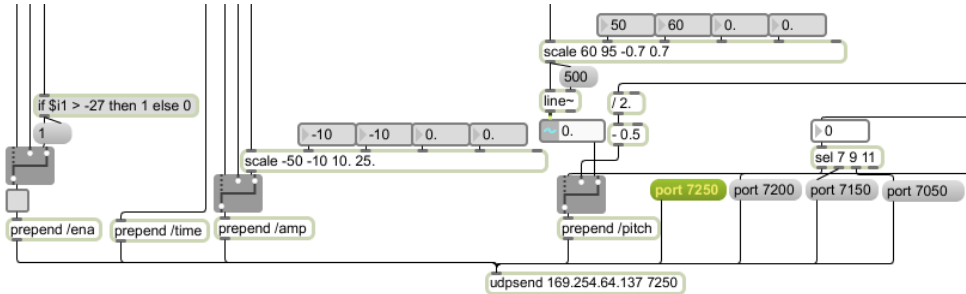 50 60 0. 0.
scale 60 95 -0.7 0.7
500
if $i1 > -27 then 1 else 0
line~
/ 2.
1
-10 -10 0. 0.
0.
- 0.5
0
scale -50 -10 10. 25.
sel 7 9 11
port 7250 port 7200 port 7150 port 7050
prepend /ena
prepend /time
prepend /amp
prepend /pitch
udpsend 169.254.64.137 7250